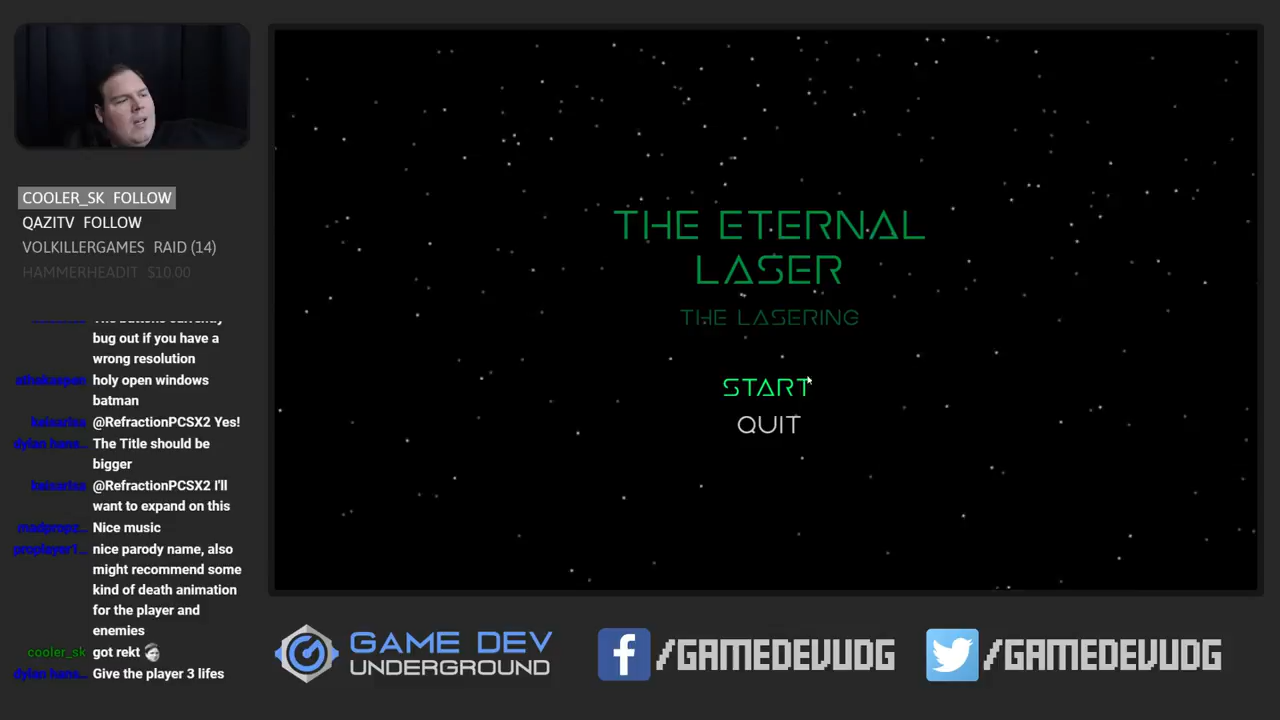 COOLER_SK FOLLOW
QAZITV FOLLOW
VOLKILLERGAMES RAID (14)
HAMMERHEADIT $10.00
bug out if you have a
wrong resolution
holy open windows
batman
@RefractionPCSX2 Yes!
The Title should be
bigger
@RefractionPCSX2 I'll
want to expand on this
Nice music
nice parody name, also
might recommend some
kind of death animation
for the player and
enemies
cooler_sk got rekt
Give the player 3 lifes
THE ETERNAL
LASER
THE LASERING
START
QUIT
GAME DEV
UNDERGROUND
/GAMEDEVUDG
/GAMEDEVUDG